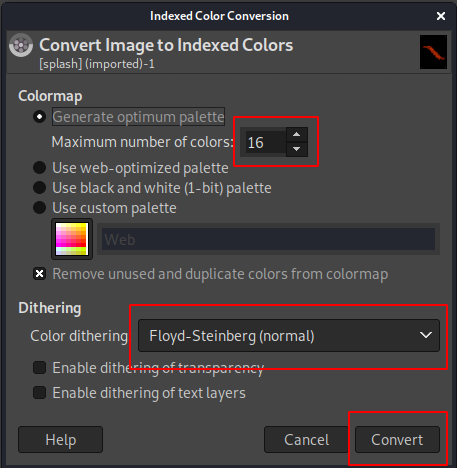 Indexed Color Conversion
Convert Image to Indexed Colors
[splash] (imported)-1
Colormap
Generate optimum palette
Maximum number of colors: 16
Use web-optimized palette
Use black and white (1-bit) palette
Use custom palette
Web
Remove unused and duplicate colors from colormap
Dithering
Color dithering Floyd-Steinberg (normal)
Enable dithering of transparency
Enable dithering of text layers
Help Cancel Convert